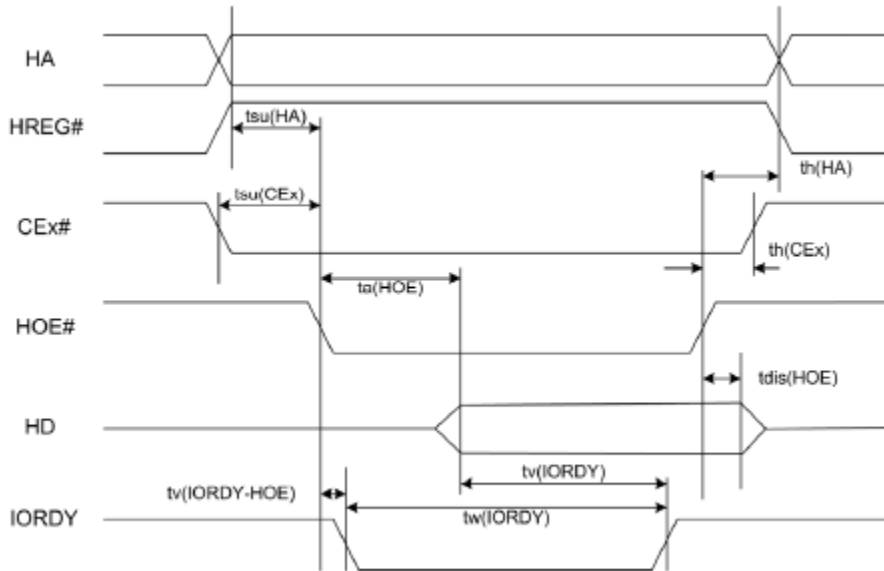 HA
tsu(HA)
HREG#
th(HA)
tsu(CEx)
CEx#
th(CEx)
ta(HOE)
HOE#
tdis(HOE)
HD
tv(IORDY)
tv(IORDY-HOE)
tw(IORDY)
IORDY